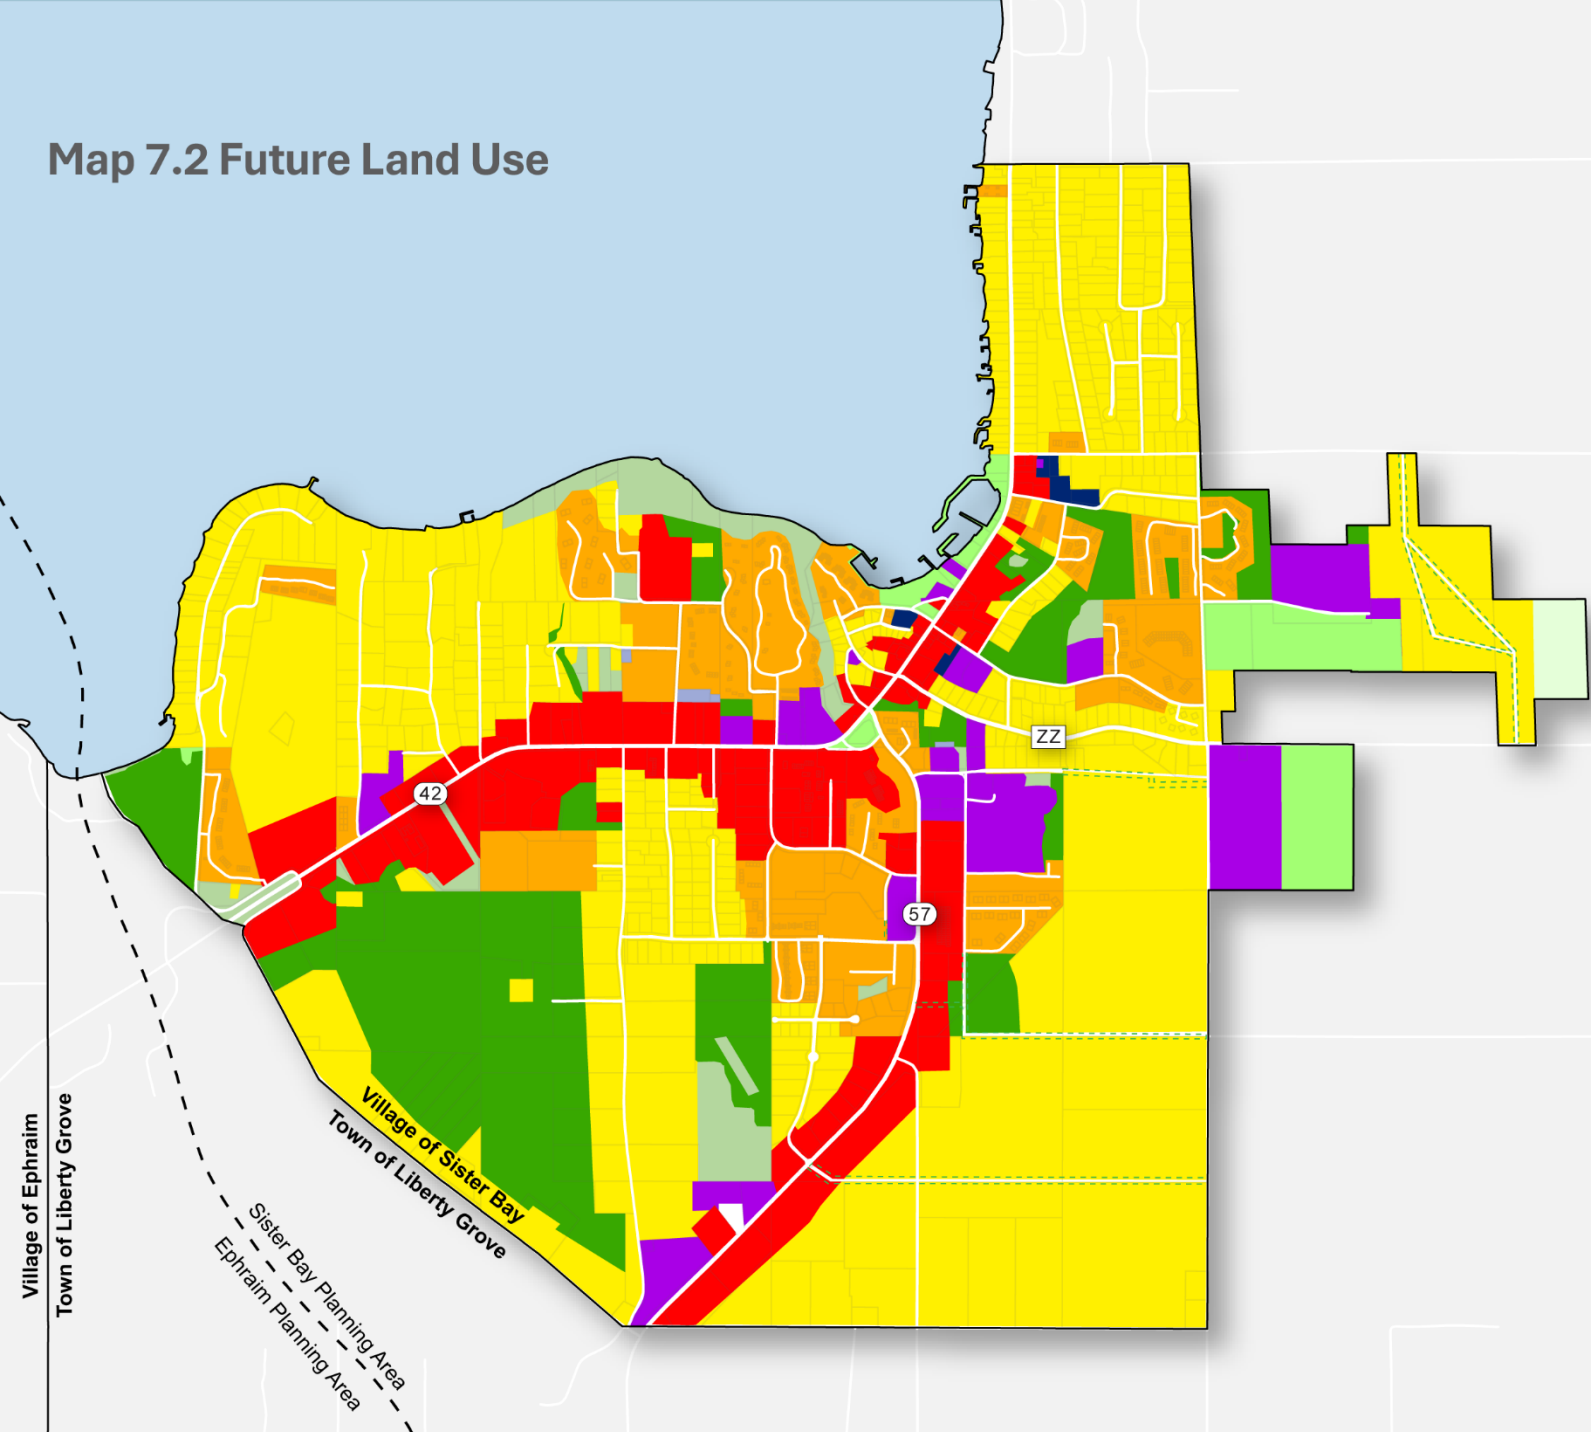 Map 7.2 Future Land Use
ZZ
42
57
Village of Sister Bay
Town of Liberty Grove
Village of Ephraim
Town of Liberty Grove
Sister Bay Planning Area
Ephraim Planning Area